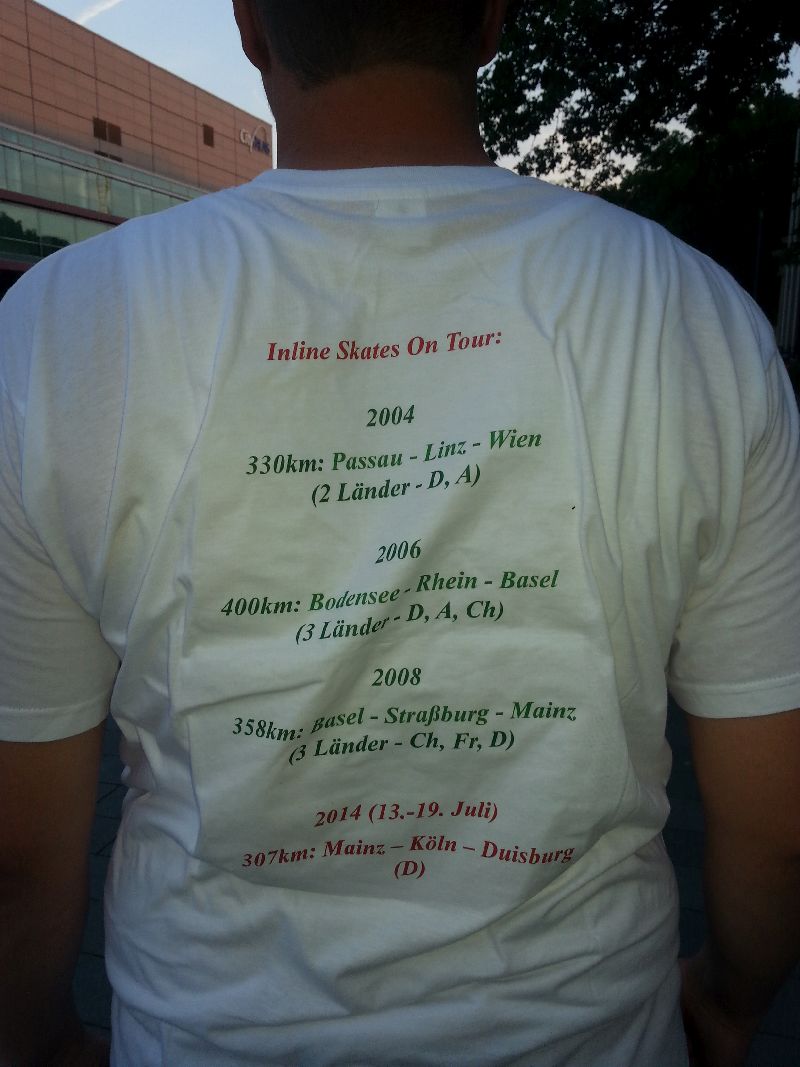 Inline Skates On Tour:
2004
330km: Passau - Linz - Wien
(2 Länder - D, A)
2006
400km: Bodensee - Rhein - Basel
(3 Länder - D, A, Ch)
2008
358km: Basel - Straßburg - Mainz
(3 Länder - Ch, Fr, D)
2014 (13.-19. Juli)
307km: Mainz – Köln – Duisburg
(D)